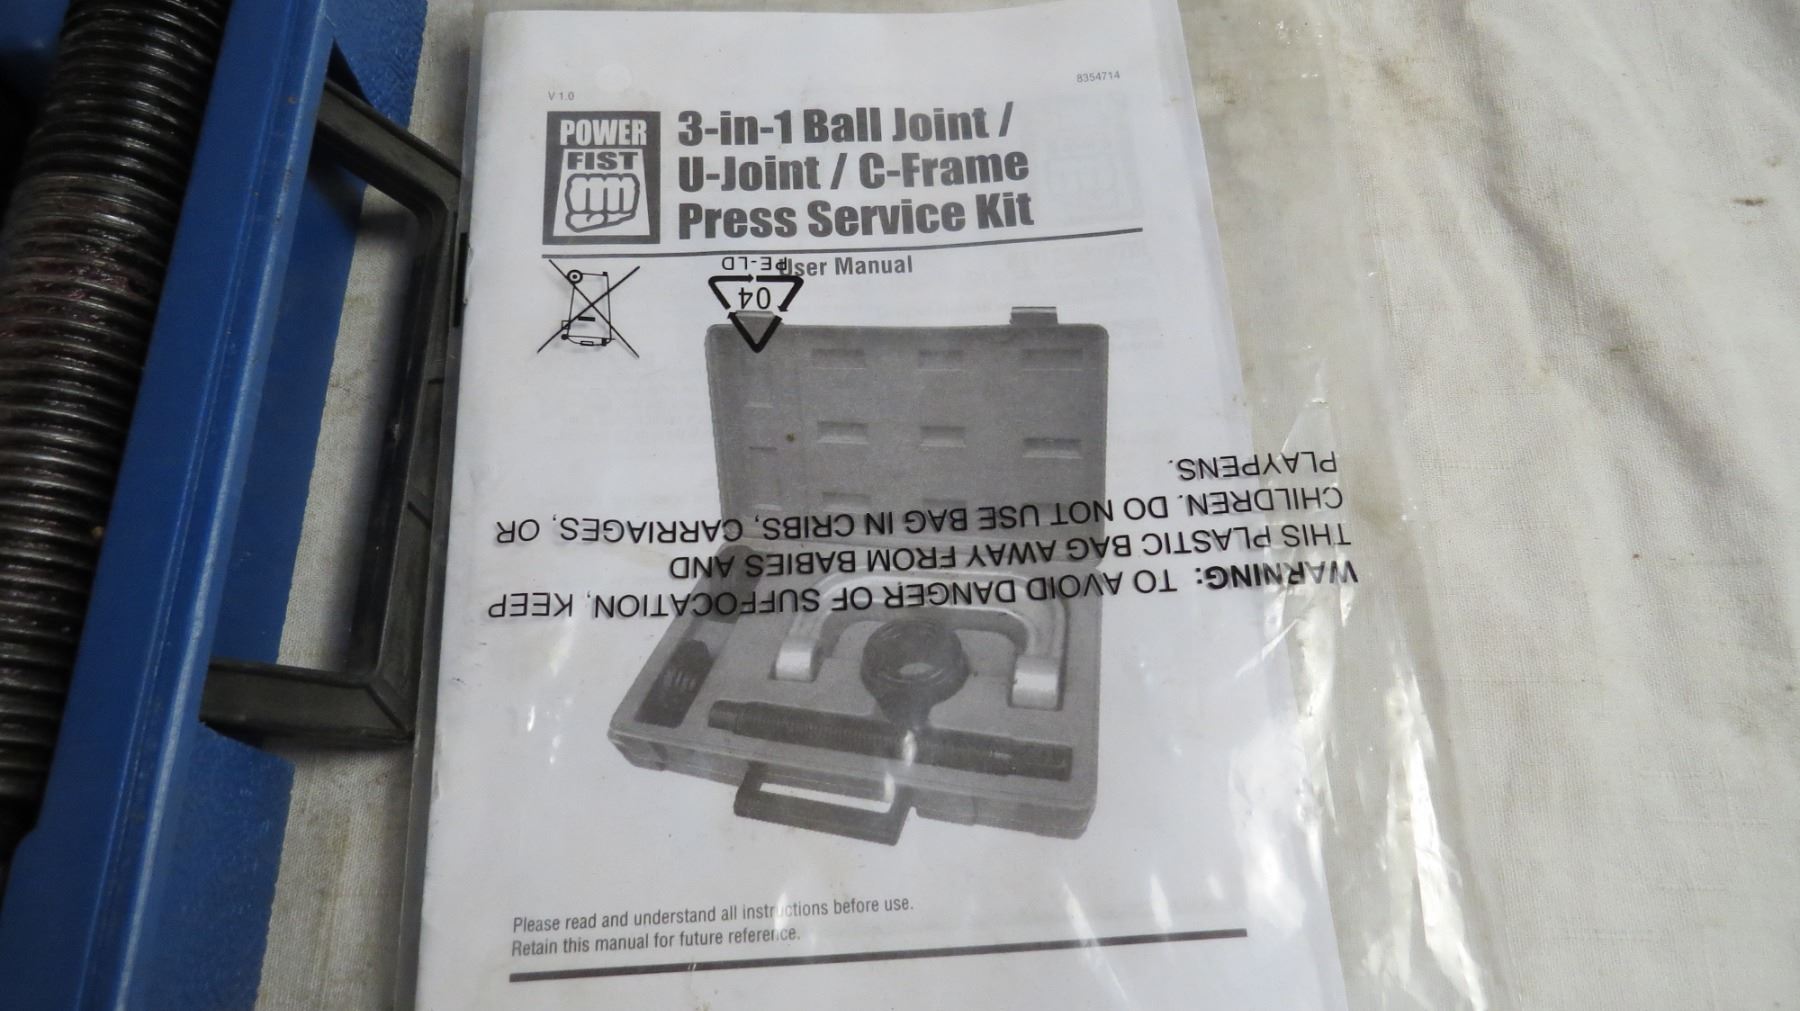 8354714
V 1.0
POWER
FIST
3-in-1 Ball Joint /
U-Joint / C-Frame
Press Service Kit
User Manual
PE-LD
04
WARNING: TO AVOID DANGER OF SUFFOCATION, KEEP
THIS PLASTIC BAG AWAY FROM BABIES AND
CHILDREN. DO NOT USE BAG IN CRIBS, CARRIAGES, OR
PLAYPENS.
Please read and understand all instructions before use.
Retain this manual for future reference.